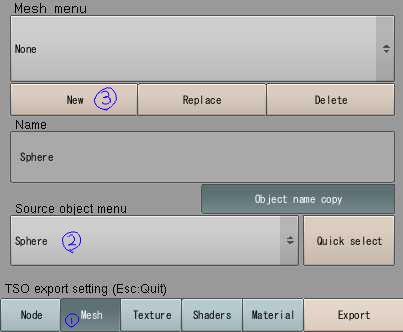 Mesh menu
None
New ③ Replace Delete
Name
Sphere
Object name copy
Source object menu
Sphere ② Quick select
TSO export setting (Esc:Quit)
Node ① Mesh Texture Shaders Material Export